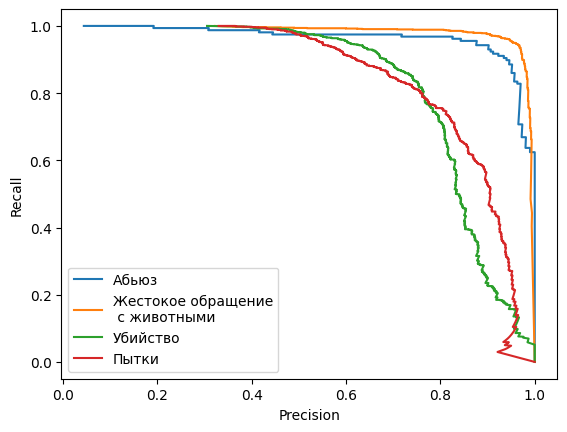 1.0
0.8
0.6
0.4
0.2
0.0
Recall
Абьюз
Жестокое обращение
с животными
Убийство
Пытки
0.0 0.2 0.4 0.6 0.8 1.0
Precision